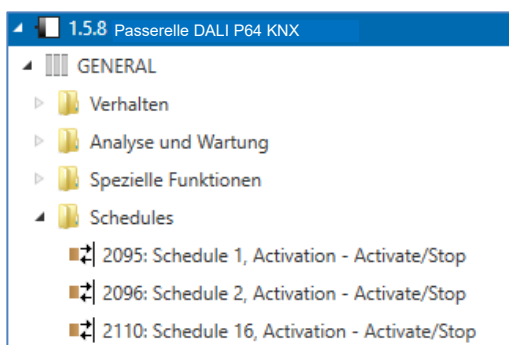 1.5.8 Passerelle DALI P64 KNX
GENERAL
Verhalten
Analyse und Wartung
Spezielle Funktionen
Schedules
2095: Schedule 1, Activation - Activate/Stop
2096: Schedule 2, Activation - Activate/Stop
2110: Schedule 16, Activation - Activate/Stop